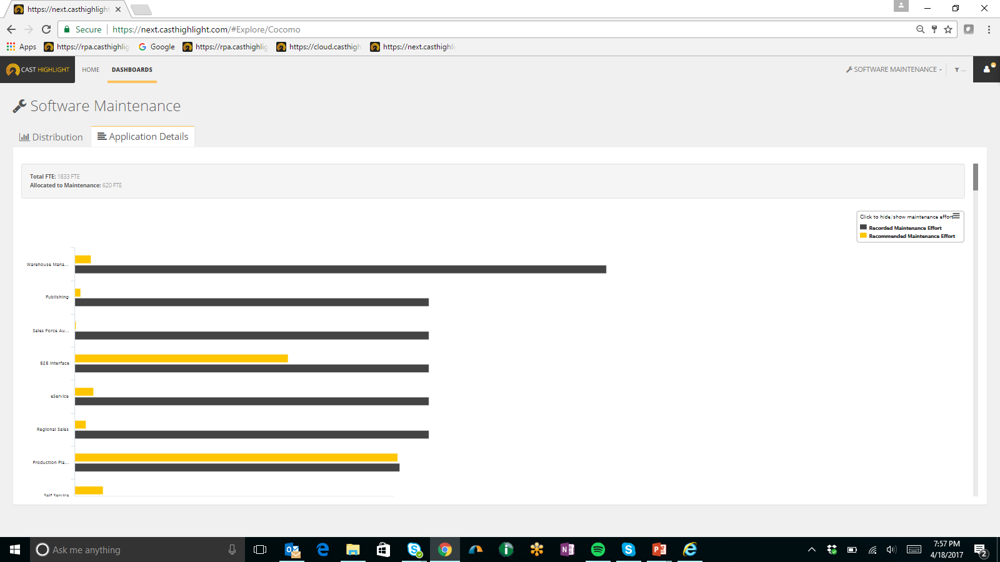 https://next.casthighlight
Secure https://next.casthighlight.com/#Explore/Cocomo
Apps https://rpa.casthighlig Google https://rpa.casthighlig https://cloud.casthigh https://next.casthighli
CAST HIGHLIGHT HOME DASHBOARDS SOFTWARE MAINTENANCE ...
Software Maintenance
Distribution Application Details
Total FTE: 1833 FTE
Allocated to Maintenance: 620 FTE
Click to hide/show maintenance effort
Recorded Maintenance Effort
Recommended Maintenance Effort
Warehouse Mana...
Publishing
Sales Force Au...
B2B Interface
eService
Regional Sales
Production Pla...
Self Service
Ask me anything
7:57 PM
4/18/2017
2